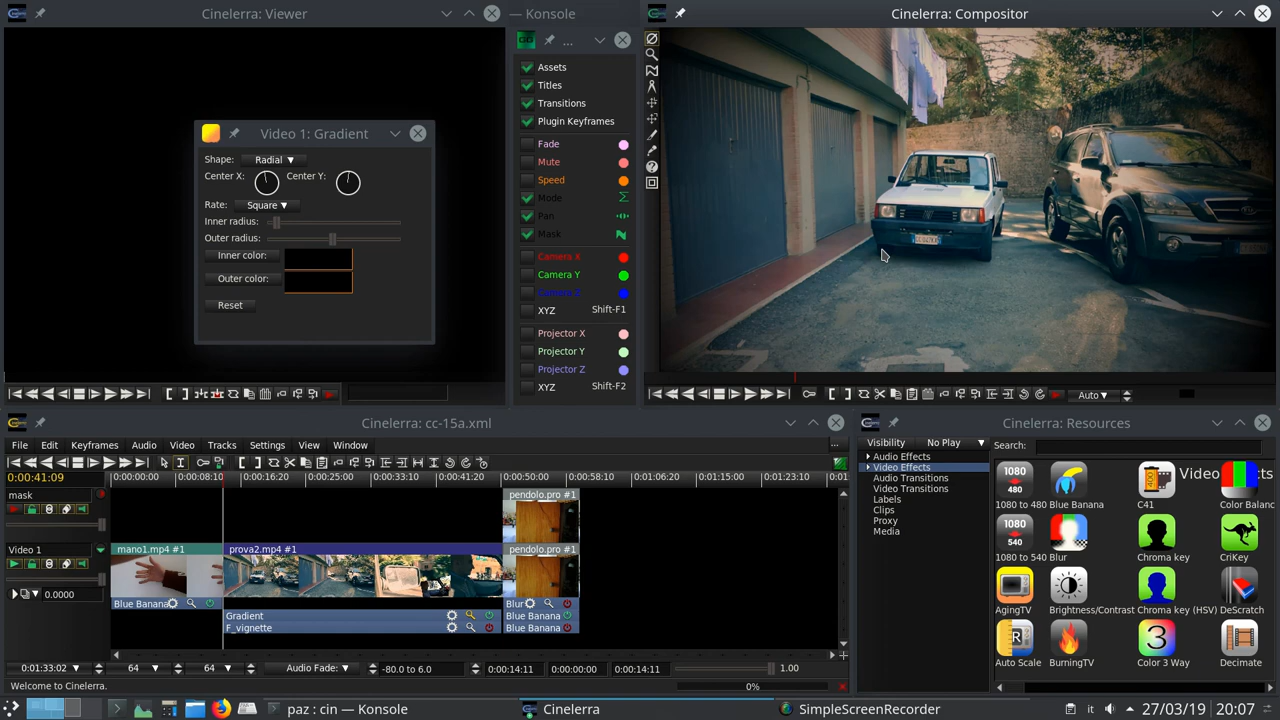 Cinelerra: Viewer
— Konsole
Cinelerra: Compositor
...
Assets
Titles
Transitions
Plugin Keyframes
Fade
Mute
Speed
Mode
Pan
Mask
Camera X
Camera Y
Camera Z
XYZ Shift-F1
Projector X
Projector Y
Projector Z
XYZ Shift-F2
Video 1: Gradient
Shape: Radial
Center X: Center Y:
Rate: Square
Inner radius:
Outer radius:
Inner color:
Outer color:
Reset
Auto
Cinelerra: cc-15a.xml
File Edit Keyframes Audio Video Tracks Settings View Window ...
0:00:41:09 0:00:00:00 0:00:08:10 0:00:16:20 0:00:25:00 0:00:33:10 0:00:41:20 0:00:50:00 0:00:58:10 0:01:06:20 0:01:15:00 0:01:23:10
mask
pendolo.pro #1
Video 1
mano1.mp4 #1
prova2.mp4 #1
pendolo.pro #1
0.0000
Blue Banana
Blur
Gradient
Blue Banana
F_vignette
Blue Banana
0:01:33:02 64 64 Audio Fade: -80.0 to 6.0 0:00:14:11 0:00:00:00 0:00:14:11 1.00
Welcome to Cinelerra.
0%
Cinelerra: Resources
Visibility No Play
Search:
Audio Effects
Video Effects
Audio Transitions
Video Transitions
Labels
Clips
Proxy
Media
1080 480
1080 to 480
Blue Banana
C41
Color Balanc
1080 540
1080 to 540
Blur
Chroma key
CriKey
AgingTV
Brightness/Contrast
Chroma key (HSV)
DeScratch
R
Auto Scale
BurningTV
3
Color 3 Way
Decimate
paz : cin — Konsole
Cinelerra
SimpleScreenRecorder
it
27/03/19
20:07